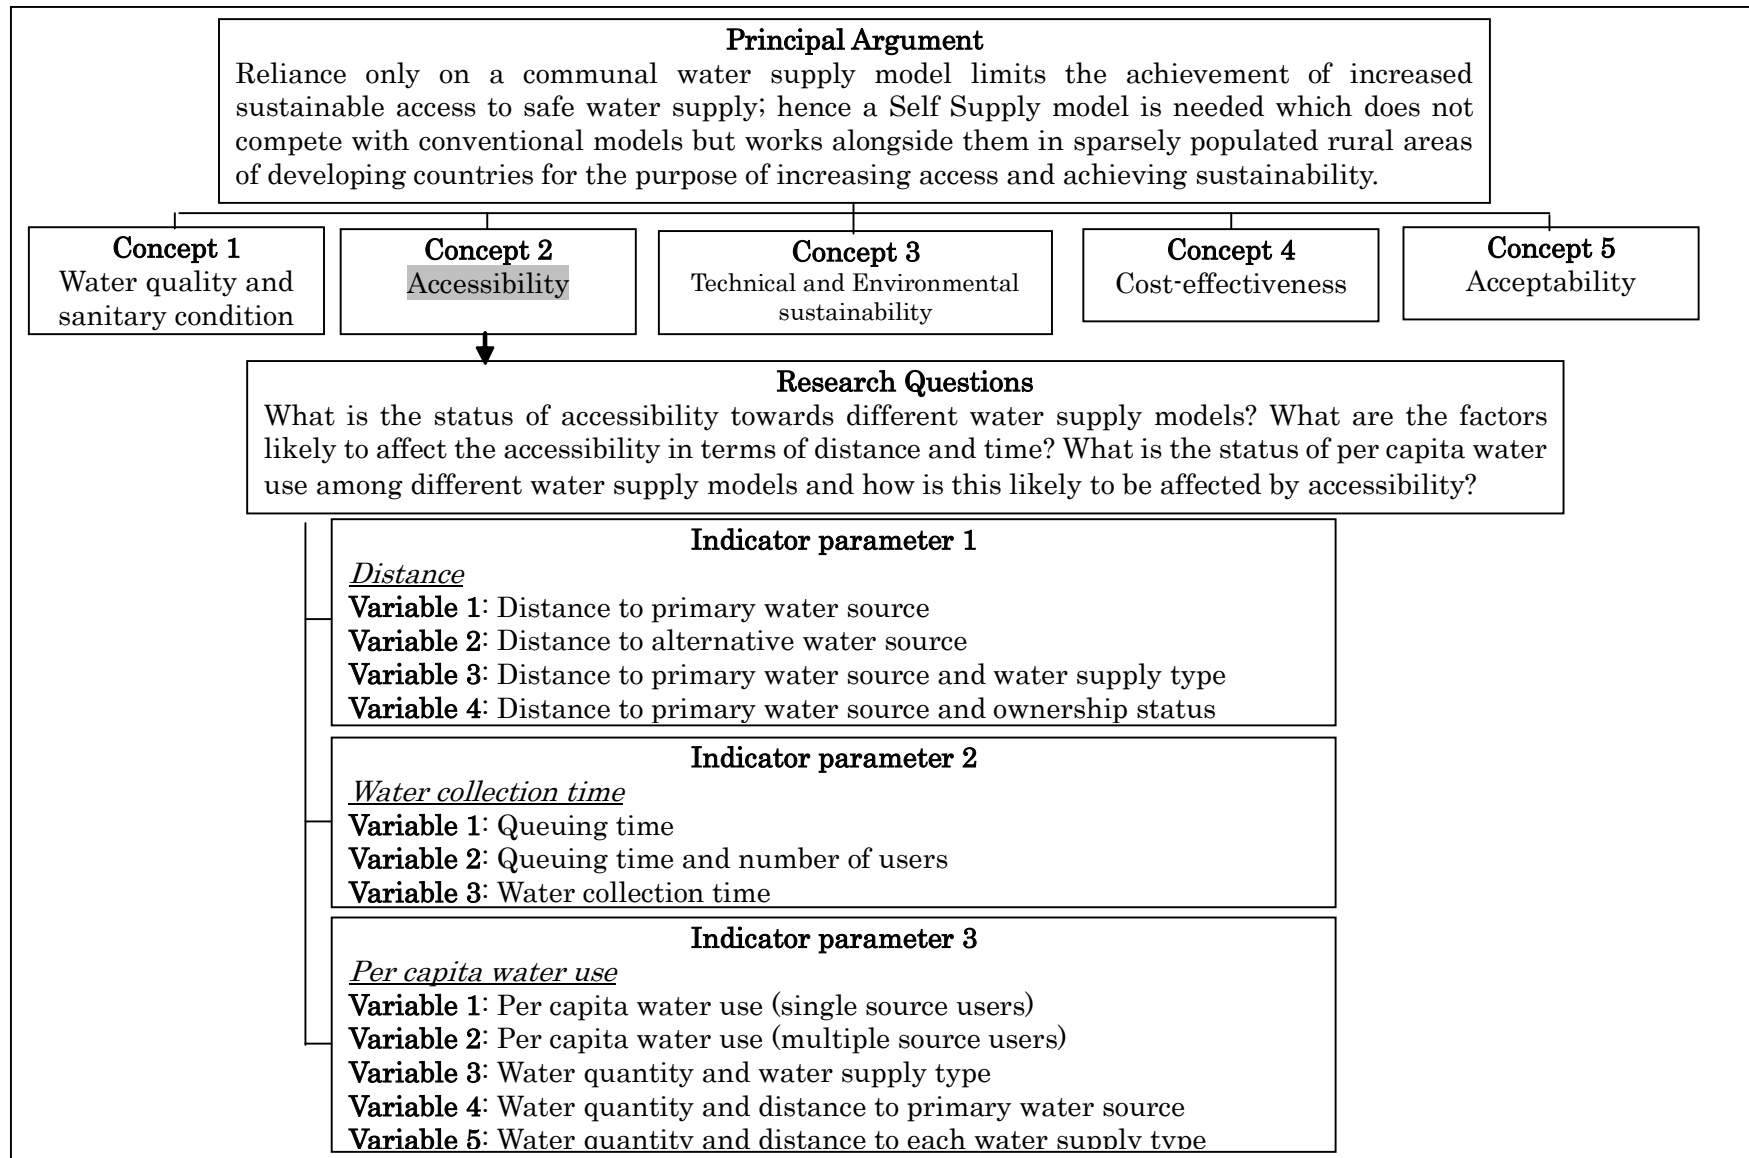 Principal Argument
Reliance only on a communal water supply model limits the achievement of increased
sustainable access to safe water supply; hence a Self Supply model is needed which does not
compete with conventional models but works alongside them in sparsely populated rural areas
of developing countries for the purpose of increasing access and achieving sustainability.
Concept 1
Water quality and
sanitary condition
Concept 2
Accessibility
Concept 3
Technical and Environmental
sustainability
Concept 4
Cost-effectiveness
Concept 5
Acceptability
Research Questions
What is the status of accessibility towards different water supply models? What are the factors
likely to affect the accessibility in terms of distance and time? What is the status of per capita water
use among different water supply models and how is this likely to be affected by accessibility?
Indicator parameter 1
Distance
Variable 1: Distance to primary water source
Variable 2: Distance to alternative water source
Variable 3: Distance to primary water source and water supply type
Variable 4: Distance to primary water source and ownership status
Indicator parameter 2
Water collection time
Variable 1: Queuing time
Variable 2: Queuing time and number of users
Variable 3: Water collection time
Indicator parameter 3
Per capita water use
Variable 1: Per capita water use (single source users)
Variable 2: Per capita water use (multiple source users)
Variable 3: Water quantity and water supply type
Variable 4: Water quantity and distance to primary water source
Variable 5: Water quantity and distance to each water supply type